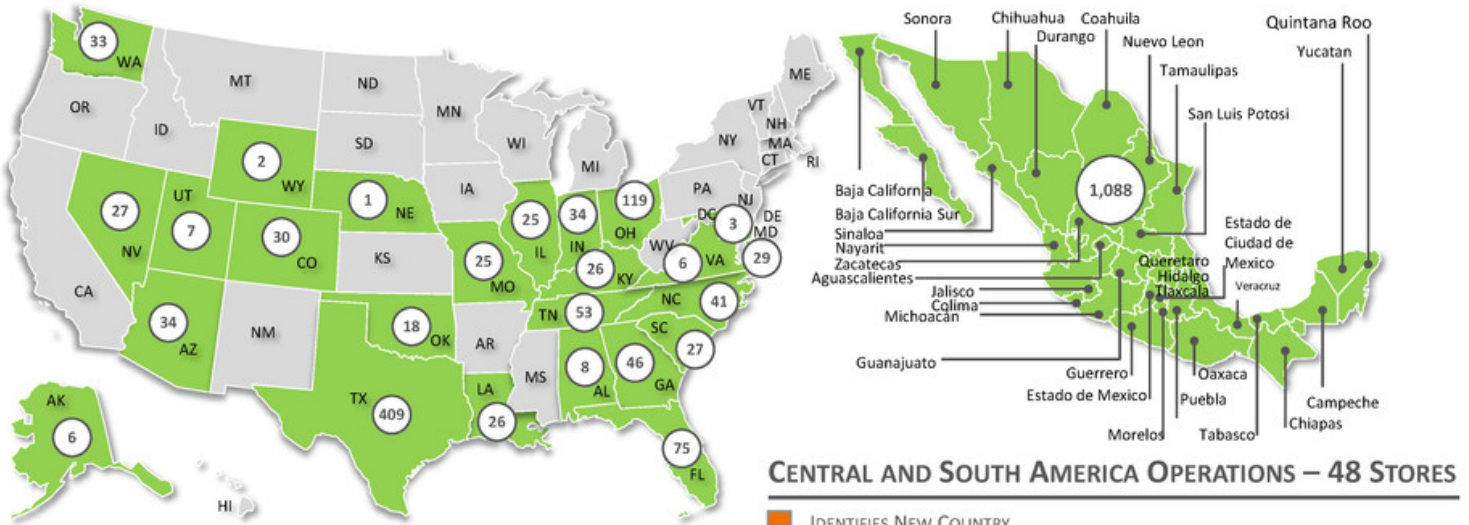 33
WA
MT
ND
MN
OR
ID
SD
WI
MI
NY
VT
ME
NH
MA
CT
RI
2
WY
IA
PA
NJ
27
NV
UT
7
30
CO
1
NE
25
IL
34
IN
119
OH
DC
3
DE
MD
29
WV
6
VA
CA
KS
25
MO
26
KY
34
AZ
NM
18
OK
AR
TN
53
NC
41
SC
27
TX
409
LA
26
MS
8
AL
46
GA
75
FL
AK
6
HI
Sonora
Chihuahua
Coahuila
Durango
Nuevo Leon
Quintana Roo
Yucatan
Tamaulipas
San Luis Potosi
1,088
Baja California
Baja California Sur
Sinaloa
Nayarit
Zacatecas
Aguascalientes
Jalisco
Colima
Michoacán
Guanajuato
Queretaro
Hidalgo
Tlaxcala
Estado de
Ciudad de
Mexico
Veracruz
Guerrero
Estado de Mexico
Morelos
Puebla
Oaxaca
Tabasco
Chiapas
Campeche
CENTRAL AND SOUTH AMERICA OPERATIONS – 48 STORES
IDENTIFIES NEW COUNTRY